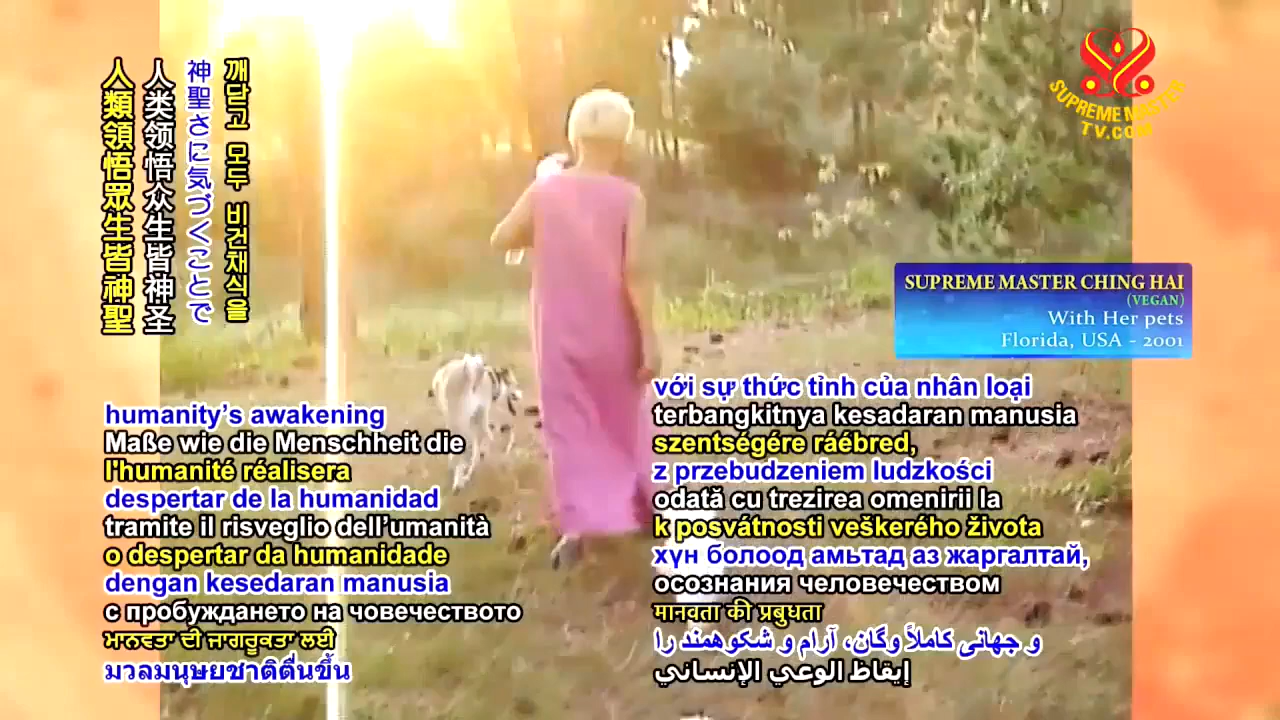 人類領悟眾生皆神聖
人类领悟众生皆神圣
神聖さに気づくことで
깨닫고 모두 비건채식을
SUPREME MASTER
TV.COM
SUPREME MASTER CHING HAI
(VEGAN)
With Her pets
Florida, USA - 2001
humanity's awakening
Maße wie die Menschheit die
l'humanité réalisera
despertar de la humanidad
tramite il risveglio dell'umanità
o despertar da humanidade
dengan kesedaran manusia
с пробуждането на човечеството
ਮਾਨਵਤਾ ਦੀ ਜਾਗਰੂਕਤਾ ਲਈ
มวลมนุษยชาติตื่นขึ้น
với sự thức tỉnh của nhân loại
terbangkitnya kesadaran manusia
szentségére ráébred,
z przebudzeniem ludzkości
odată cu trezirea omenirii la
k posvátnosti veškerého života
хүн болоод амьтад аз жаргалтай,
осознания человечеством
मानवता की प्रबुधता
و جهانی کاملاً وگان، آرام و شکوهمند را
إيقاظ الوعي الإنساني